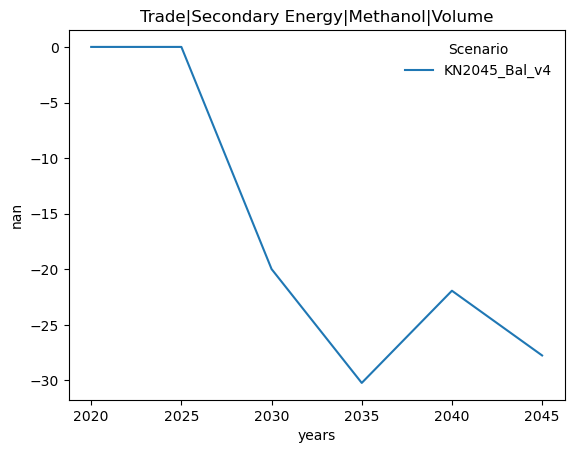 Trade|Secondary Energy|Methanol|Volume
Scenario
KN2045_Bal_v4
0
−5
−10
−15
−20
−25
−30
nan
2020 2025 2030 2035 2040 2045
years